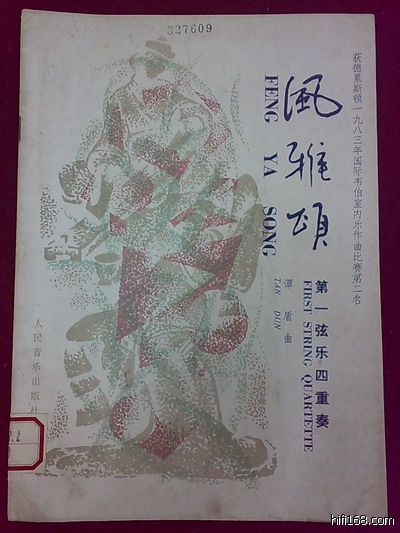 327609
获德累斯顿一九八三年国际韦伯室内乐作曲比赛第二名
風雅頌
FENG YA SONG
第一弦乐四重奏
FIRST STRING QUARTETTE
谭盾曲
TAN DUN
人民音乐出版社
2
hifi168.com